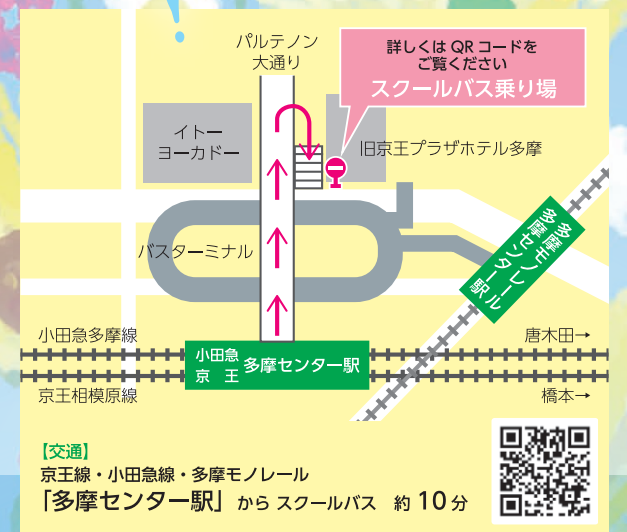 パルテノン
大通り
詳しくは QR コードを
ご覧ください
スクールバス乗り場
イトー
ヨーカドー
旧京王プラザホテル多摩
バスターミナル
多摩モノレール
多摩センター駅
小田急多摩線
唐木田→
小田急
京　王
多摩センター駅
京王相模原線
橋本→
【交通】
京王線・小田急線・多摩モノレール
「多摩センター駅」から スクールバス　約 10 分